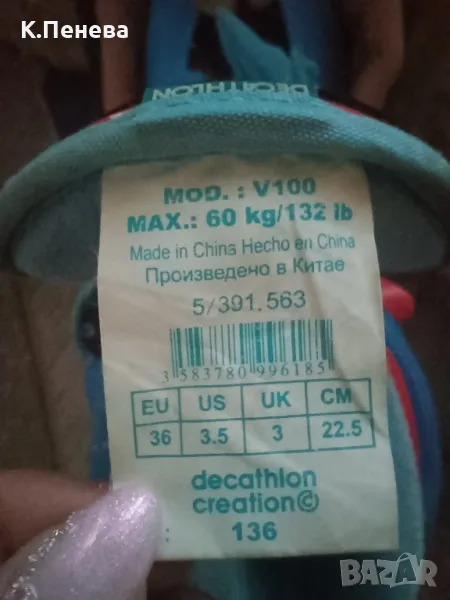 К.Пенева
DECATHLON
MOD. : V100
MAX.: 60 kg/132 lb
Made in China Hecho en China
Произведено в Китае
5/391.563
3 583780 996185
EU US UK CM
36 3.5 3 22.5
decathlon
creation©
: 136
BAZAR